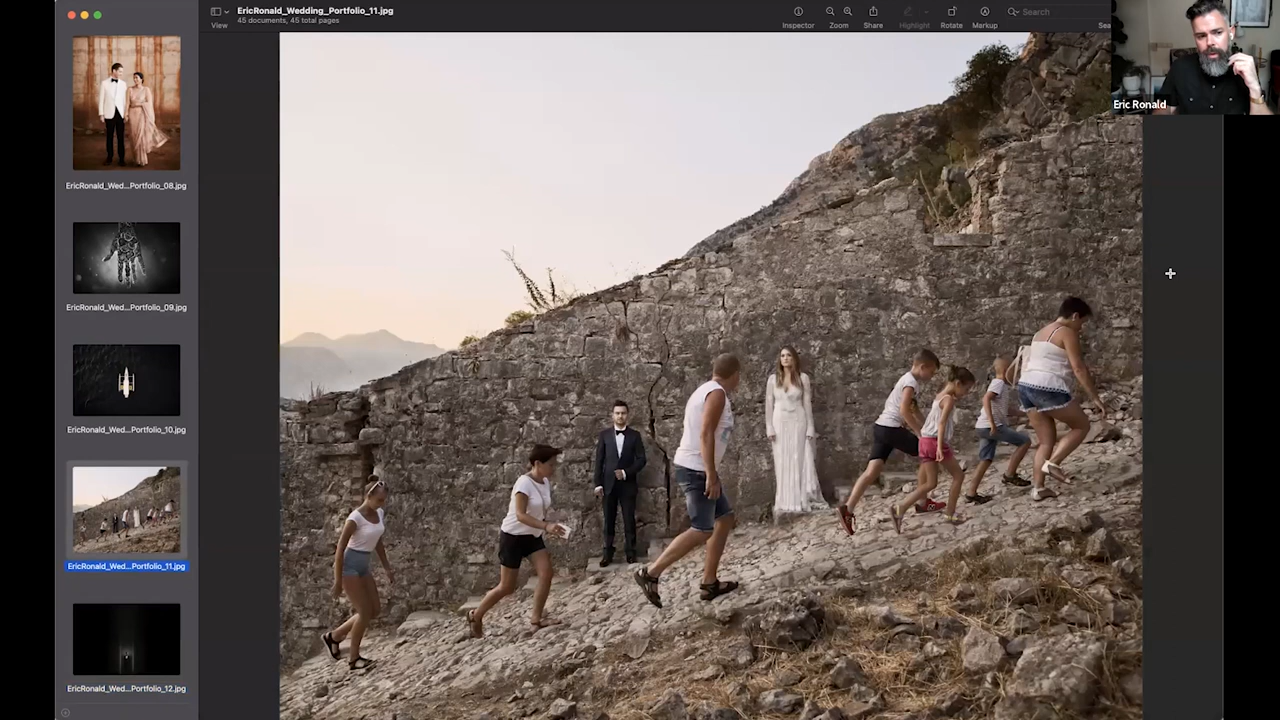 EricRonald_Wedding_Portfolio_11.jpg
45 documents, 45 total pages
View
Inspector
Zoom
Share
Highlight
Rotate
Markup
Search
Sea
Eric Ronald
EricRonald_Wed...Portfolio_08.jpg
EricRonald_Wed...Portfolio_09.jpg
EricRonald_Wed...Portfolio_10.jpg
EricRonald_Wed...Portfolio_11.jpg
EricRonald_Wed...Portfolio_12.jpg